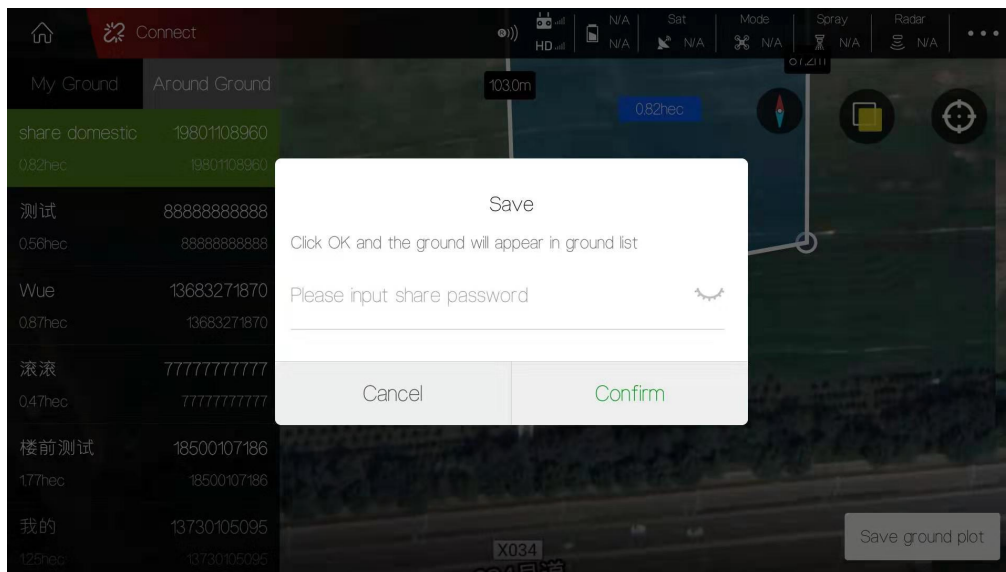 Connect
HD
N/A
N/A
Sat
N/A
Mode
N/A
Spray
N/A
Radar
N/A
My Ground
Around Ground
103.0m
67.2m
0.82hec
share domestic 19801108960
0.82hec 19801108960
测试 88888888888
0.56hec 88888888888
Wue 13683271870
0.87hec 13683271870
滚滚 77777777777
0.47hec 77777777777
楼前测试 18500107186
1.77hec 18500107186
我的 13730105095
1.25hec 13730105095
Save
Click OK and the ground will appear in ground list
Please input share password
Cancel
Confirm
X034
Save ground plot